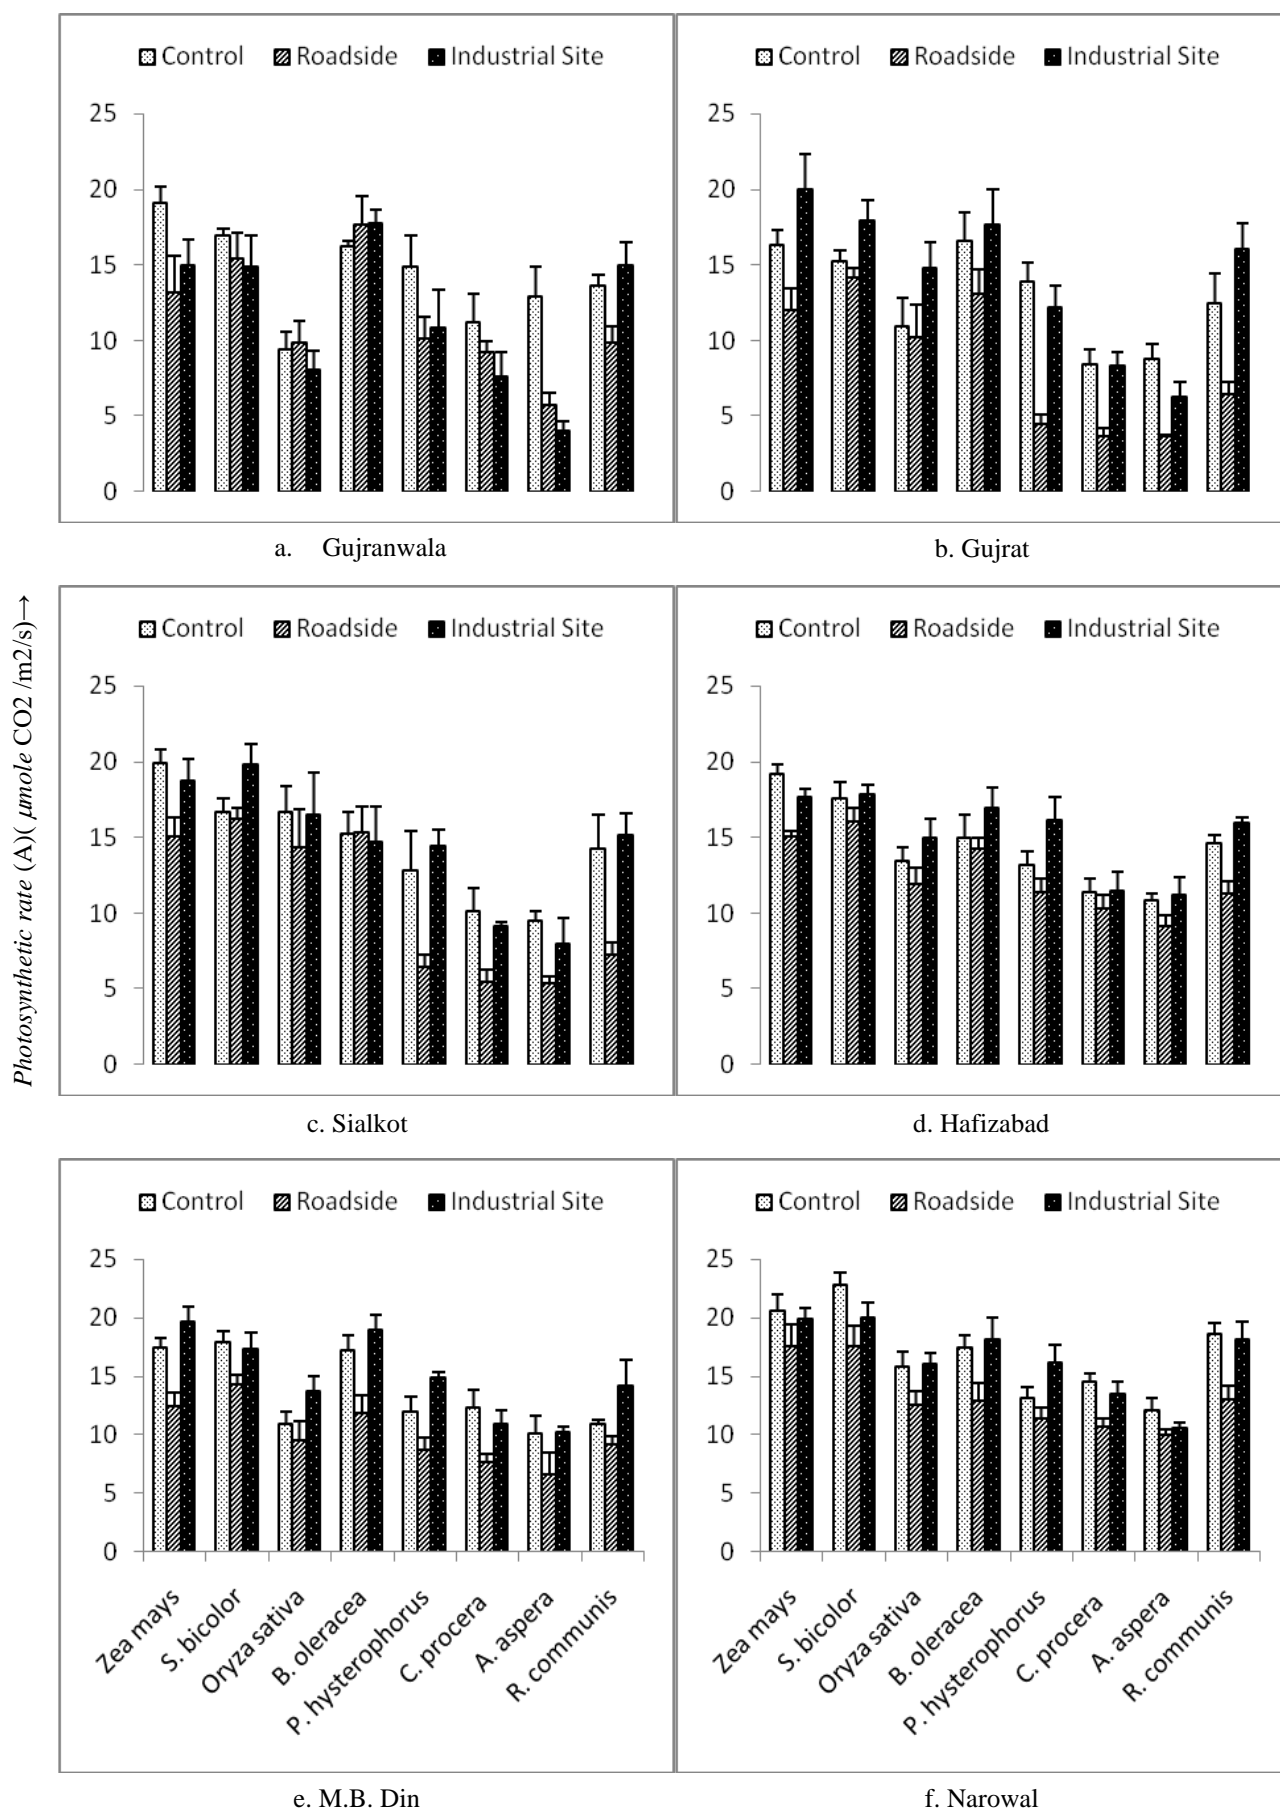 Control Roadside Industrial Site
25
20
15
10
5
0
a. Gujranwala
Control Roadside Industrial Site
25
20
15
10
5
0
b. Gujrat
Photosynthetic rate (A)( µmole CO2 /m2/s)→
Control Roadside Industrial Site
25
20
15
10
5
0
c. Sialkot
Control Roadside Industrial Site
25
20
15
10
5
0
d. Hafizabad
Control Roadside Industrial Site
25
20
15
10
5
0
Zea mays
S. bicolor
Oryza sativa
B. oleracea
P. hysterophorus
C. procera
A. aspera
R. communis
e. M.B. Din
Control Roadside Industrial Site
25
20
15
10
5
0
Zea mays
S. bicolor
Oryza sativa
B. oleracea
P. hysterophorus
C. procera
A. aspera
R. communis
f. Narowal